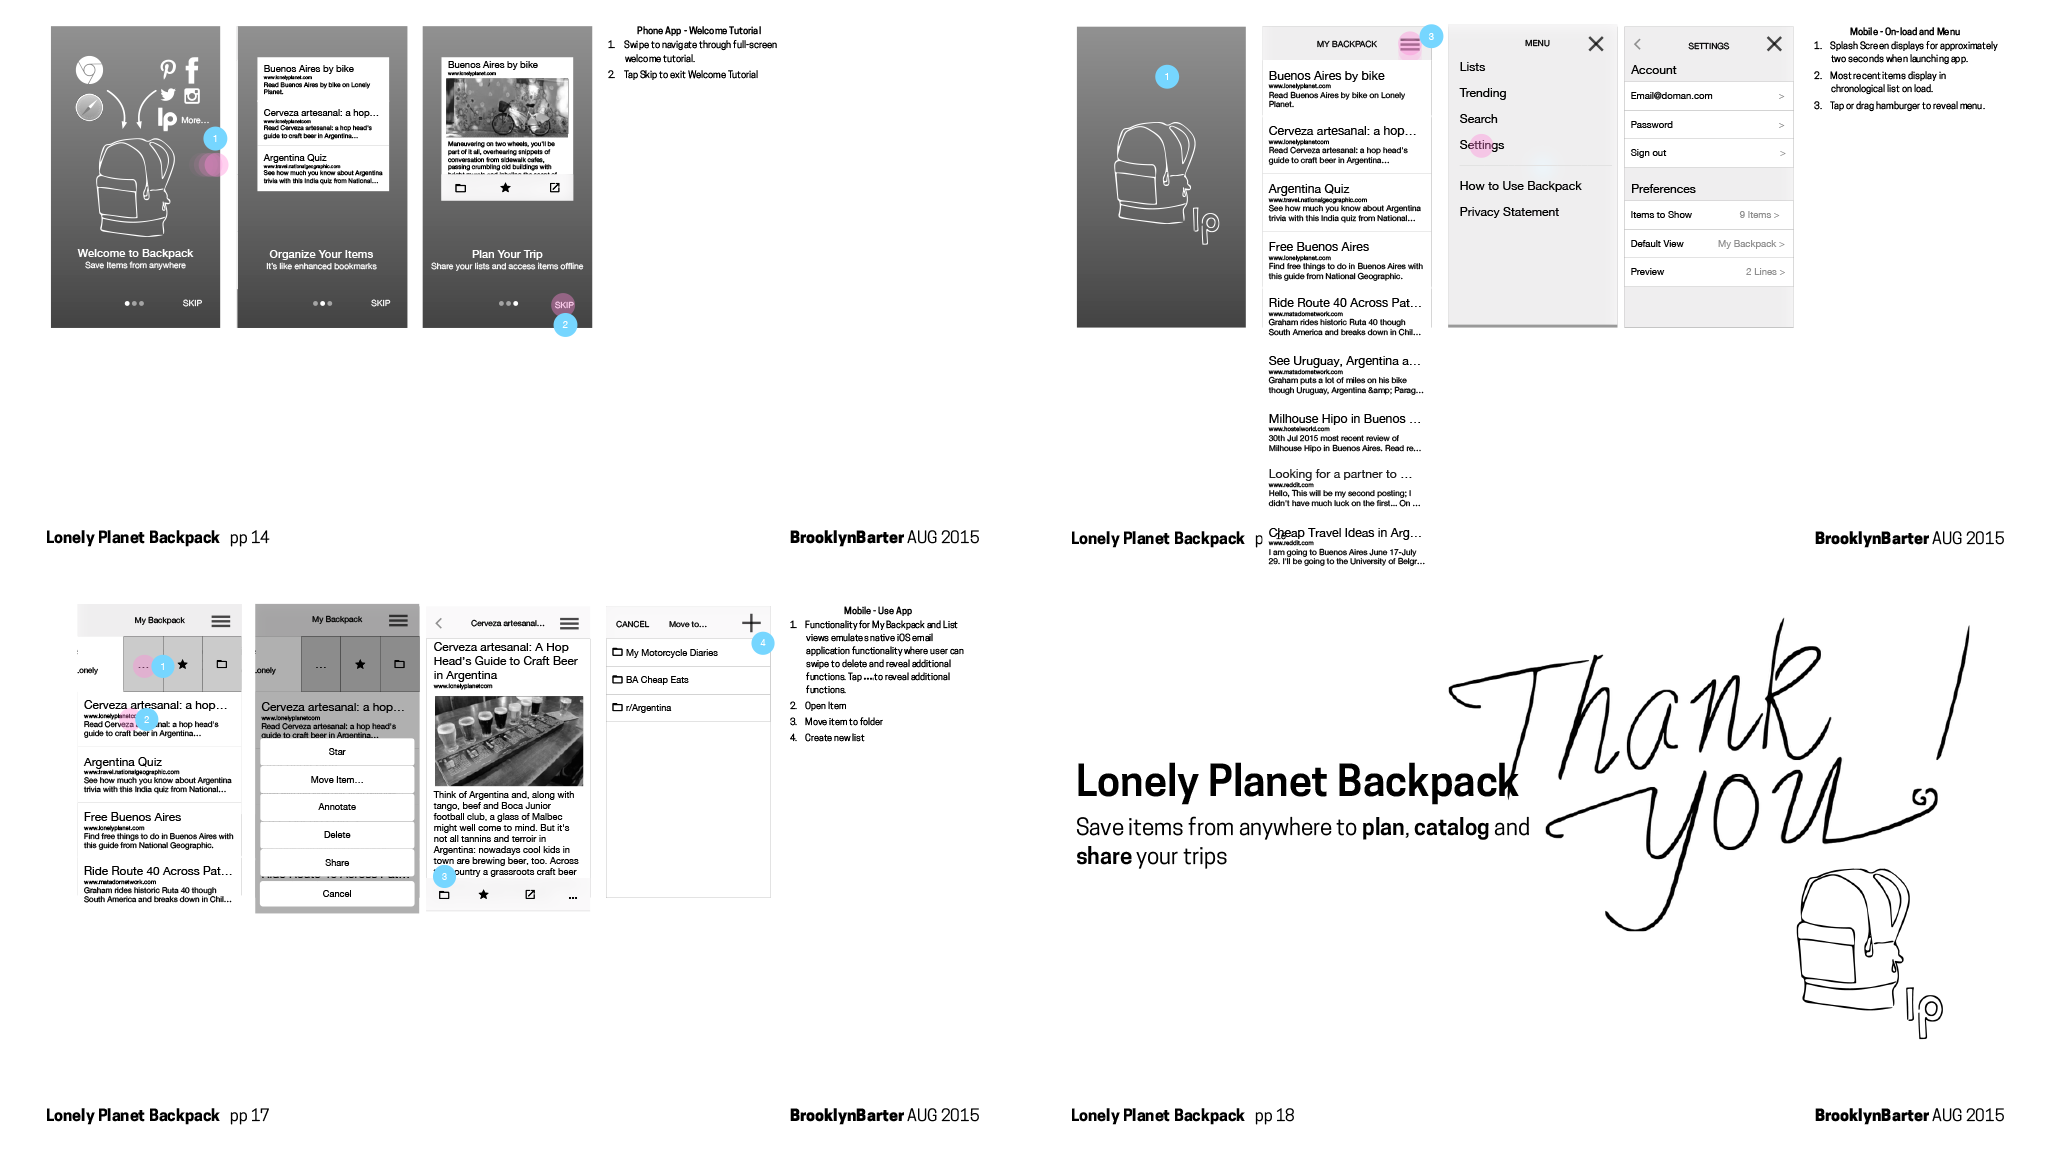 More...
Welcome to Backpack
Save Items from anywhere
SKIP
1
Buenos Aires by bike
www.lonelyplanet.com
Read Buenos Aires by bike on Lonely
Planet.
Cerveza artesanal: a hop...
www.lonelyplanet.com
Read Cerveza artesanal: a hop head's
guide to craft beer in Argentina...
Argentina Quiz
www.travel.nationalgeographic.com
See how much you know about Argentina
trivia with this India quiz from National...
Organize Your Items
It's like enhanced bookmarks
SKIP
Buenos Aires by bike
www.lonelyplanet.com
Maneuvering on two wheels, you'll be
part of it all, overhearing snippets of
conversation from sidewalk cafes,
passing crumbling old buildings with
Plan Your Trip
Share your lists and access items offline
SKIP
2
Phone App - Welcome Tutorial
1. Swipe to navigate through full-screen
welcome tutorial.
2. Tap Skip to exit Welcome Tutorial
Lonely Planet Backpack pp 14
BrooklynBarter AUG 2015
1
lp
MY BACKPACK
3
Buenos Aires by bike
www.lonelyplanet.com
Read Buenos Aires by bike on Lonely
Planet.
Cerveza artesanal: a hop...
www.lonelyplanet.com
Read Cerveza artesanal: a hop head's
guide to craft beer in Argentina...
Argentina Quiz
www.travel.nationalgeographic.com
See how much you know about Argentina
trivia with this India quiz from National...
Free Buenos Aires
www.lonelyplanet.com
Find free things to do in Buenos Aires with
this guide from National Geographic.
Ride Route 40 Across Pat...
www.matadornetwork.com
Graham rides historic Ruta 40 though
South America and breaks down in Chil...
See Uruguay, Argentina a...
www.matadornetwork.com
Graham puts a lot of miles on his bike
though Uruguay, Argentina &amp; Parag...
Milhouse Hipo in Buenos ...
www.hostelworld.com
30th Jul 2015 most recent review of
Milhouse Hipo in Buenos Aires. Read re...
Looking for a partner to ...
www.reddit.com
Hello, This will be my second posting; I
didn't have much luck on the first... On ...
Cheap Travel Ideas in Arg...
www.reddit.com
I am going to Buenos Aires June 17-July
29. I'll be going to the University of Belgr...
MENU
Lists
Trending
Search
Settings
How to Use Backpack
Privacy Statement
SETTINGS
Account
Email@doman.com >
Password >
Sign out >
Preferences
Items to Show 9 Items >
Default View My Backpack >
Preview 2 Lines >
Mobile - On-load and Menu
1. Splash Screen displays for approximately
two seconds when launching app.
2. Most recent items display in
chronological list on load.
3. Tap or drag hamburger to reveal menu.
Lonely Planet Backpack
BrooklynBarter AUG 2015
My Backpack
Lonely
... 1
Cerveza artesanal: a hop...
2
guide to craft beer in Argentina...
Argentina Quiz
www.travel.nationalgeographic.com
See how much you know about Argentina
trivia with this India quiz from National...
Free Buenos Aires
www.lonelyplanet.com
Find free things to do in Buenos Aires with
this guide from National Geographic.
Ride Route 40 Across Pat...
www.matadornetwork.com
Graham rides historic Ruta 40 though
South America and breaks down in Chil...
My Backpack
Lonely
...
Cerveza artesanal: a hop...
www.lonelyplanet.com
Read Cerveza artesanal: a hop head's
guide to craft beer in Argentina...
Star
Move Item...
Annotate
Delete
Share
Cancel
Cerveza artesanal...
Cerveza artesanal: A Hop
Head's Guide to Craft Beer
in Argentina
www.lonelyplanet.com
Think of Argentina and, along with
tango, beef and Boca Junior
football club, a glass of Malbec
might well come to mind. But it's
not all tannins and terroir in
Argentina: nowadays cool kids in
town are brewing beer, too. Across
country a grassroots craft beer
3
...
CANCEL Move to...
4
My Motorcycle Diaries
BA Cheap Eats
r/Argentina
Mobile - Use App
1. Functionality for My Backpack and List
views emulates native iOS email
application functionality where user can
swipe to delete and reveal additional
functions. Tap ....to reveal additional
functions.
2. Open Item
3. Move item to folder
4. Create new list
Lonely Planet Backpack pp 17
BrooklynBarter AUG 2015
Thank
you!
Lonely Planet Backpack
Save items from anywhere to plan, catalog and
share your trips
lp
Lonely Planet Backpack pp 18
BrooklynBarter AUG 2015